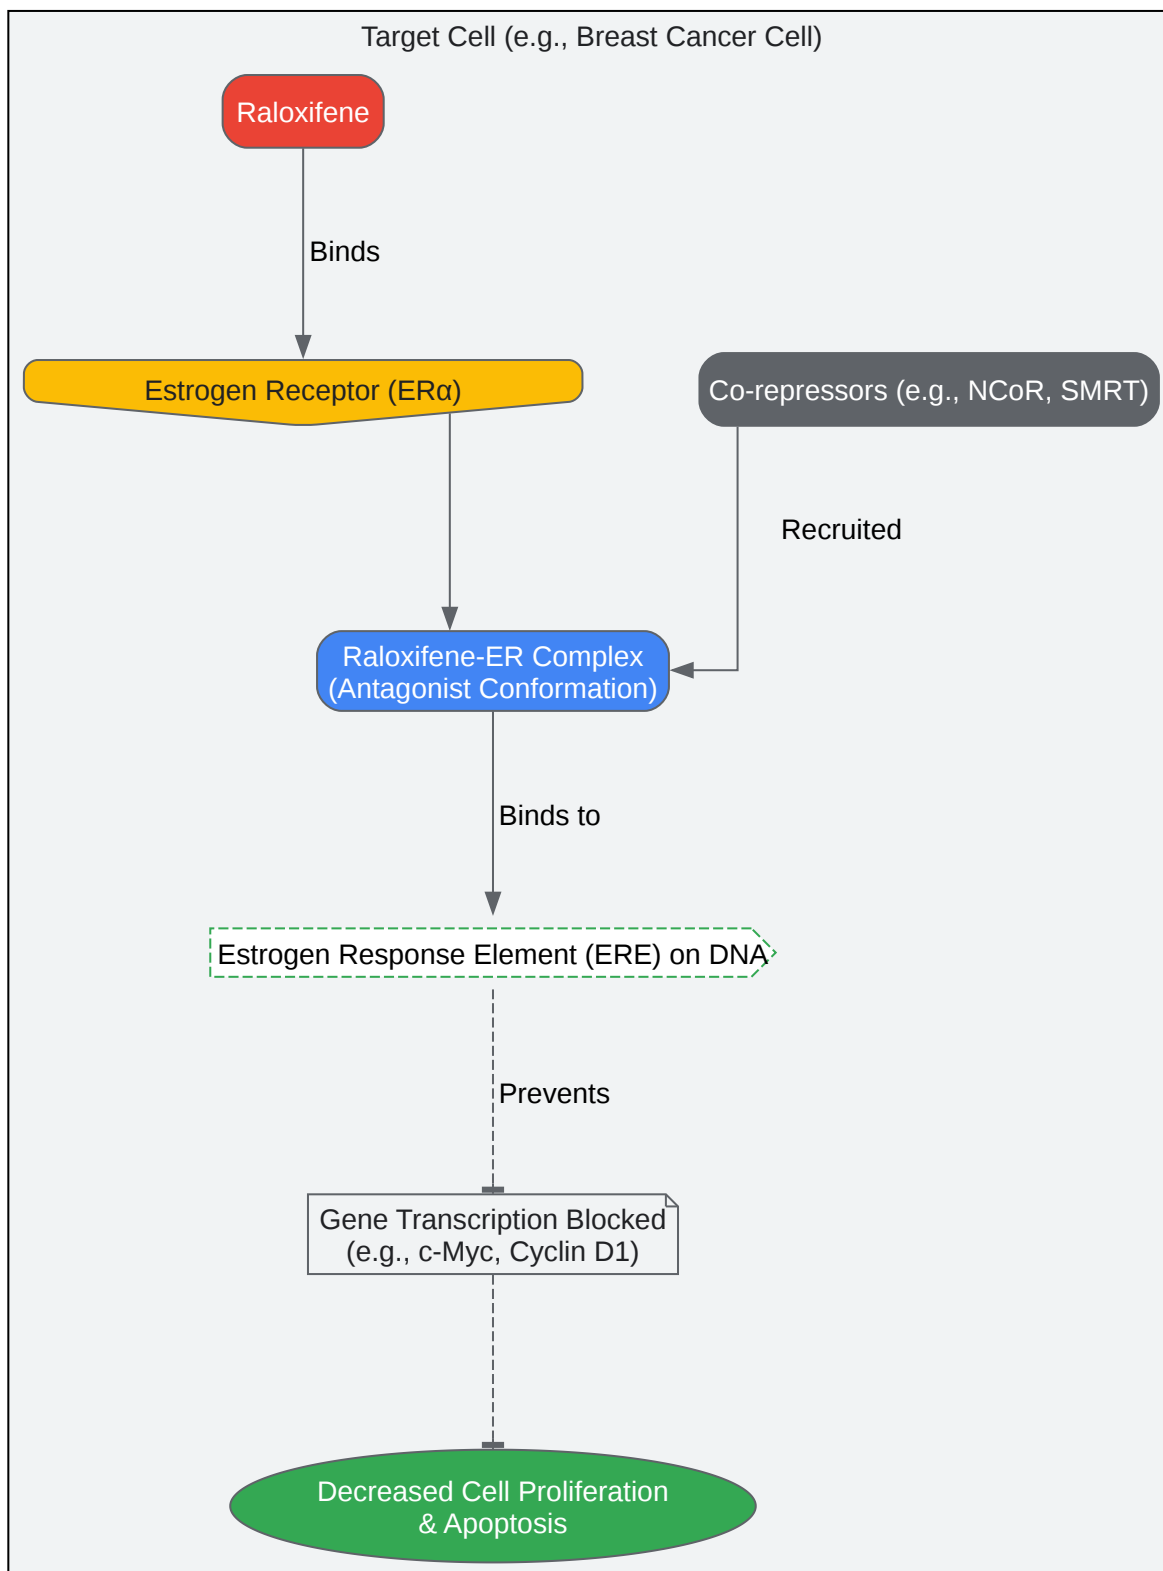 Target Cell (e.g., Breast Cancer Cell)
Raloxifene
Binds
Estrogen Receptor (ERα)
Co-repressors (e.g., NCoR, SMRT)
Recruited
Raloxifene-ER Complex
(Antagonist Conformation)
Binds to
Estrogen Response Element (ERE) on DNA
Prevents
Gene Transcription Blocked
(e.g., c-Myc, Cyclin D1)
Decreased Cell Proliferation
& Apoptosis